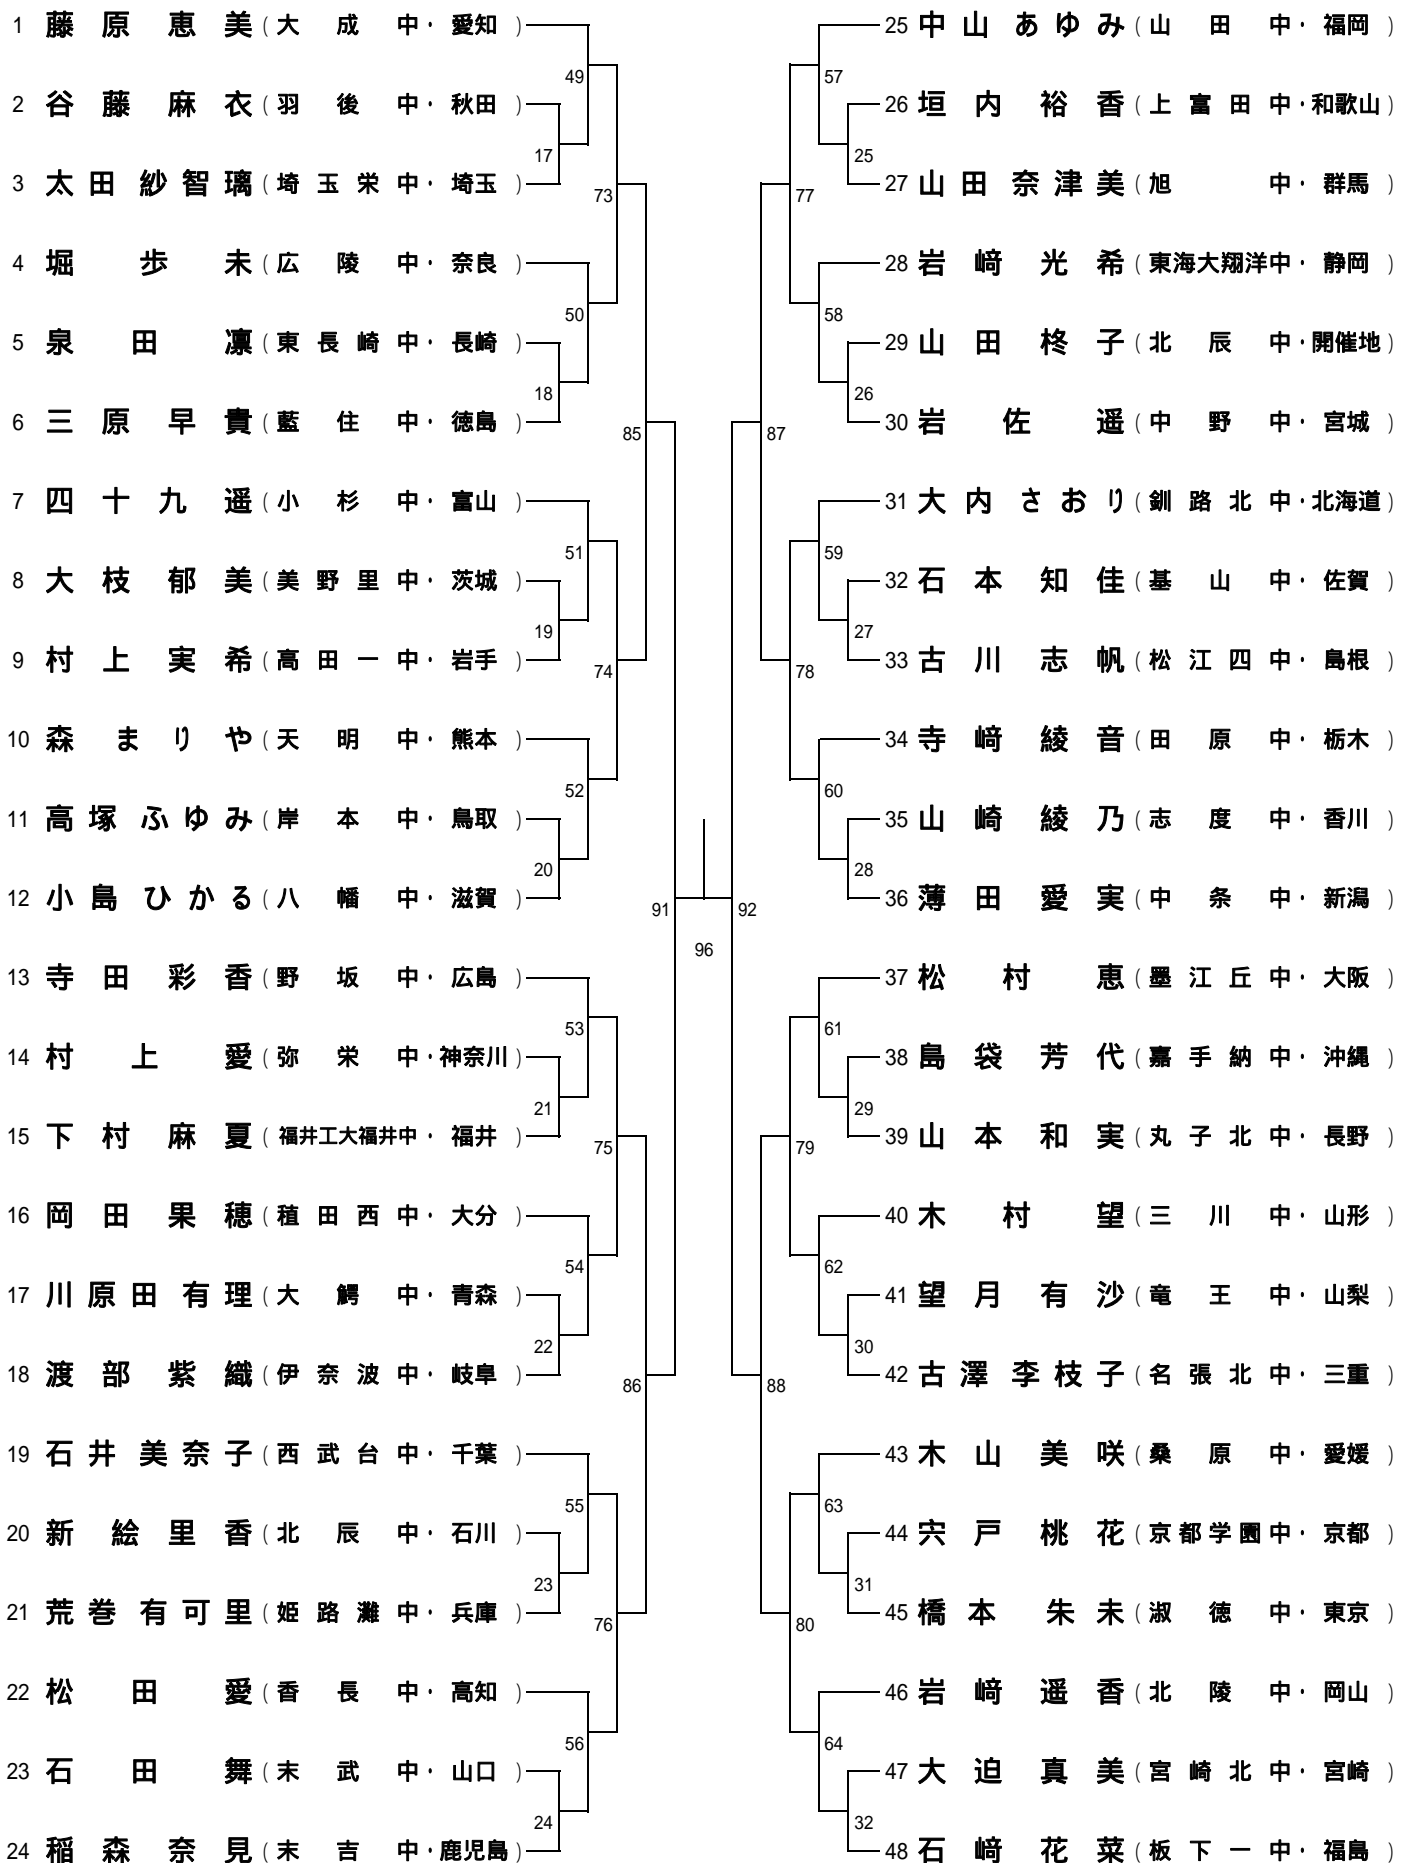 1 藤原恵美(大成中・愛知)
49
2 谷藤麻衣(羽後中・秋田)
17
3 太田紗智璃(埼玉栄中・埼玉)
73
4 堀歩未(広陵中・奈良)
50
5 泉田凜(東長崎中・長崎)
18
6 三原早貴(藍住中・徳島)
85
7 四十九遥(小杉中・富山)
51
8 大枝郁美(美野里中・茨城)
19
9 村上実希(高田一中・岩手)
74
10 森まりや(天明中・熊本)
52
11 高塚ふゆみ(岸本中・鳥取)
20
12 小島ひかる(八幡中・滋賀)
91
96
13 寺田彩香(野坂中・広島)
53
14 村上愛(弥栄中・神奈川)
21
15 下村麻夏(福井工大福井中・福井)
75
16 岡田果穂(稙田西中・大分)
54
17 川原田有理(大鰐中・青森)
22
18 渡部紫織(伊奈波中・岐阜)
86
19 石井美奈子(西武台中・千葉)
55
20 新絵里香(北辰中・石川)
23
21 荒巻有可里(姫路灘中・兵庫)
76
22 松田愛(香長中・高知)
56
23 石田舞(末武中・山口)
24
24 稲森奈見(末吉中・鹿児島)
25 中山あゆみ(山田中・福岡)
57
26 垣内裕香(上富田中・和歌山)
25
27 山田奈津美(旭中・群馬)
77
28 岩﨑光希(東海大翔洋中・静岡)
58
29 山田柊子(北辰中・開催地)
26
30 岩佐遥(中野中・宮城)
87
31 大内さおり(釧路北中・北海道)
59
32 石本知佳(基山中・佐賀)
27
33 古川志帆(松江四中・島根)
78
34 寺﨑綾音(田原中・栃木)
60
35 山崎綾乃(志度中・香川)
28
36 薄田愛実(中条中・新潟)
92
37 松村恵(墨江丘中・大阪)
61
38 島袋芳代(嘉手納中・沖縄)
29
39 山本和実(丸子北中・長野)
79
40 木村望(三川中・山形)
62
41 望月有沙(竜王中・山梨)
30
42 古澤李枝子(名張北中・三重)
88
43 木山美咲(桑原中・愛媛)
63
44 宍戸桃花(京都学園中・京都)
31
45 橋本朱未(淑徳中・東京)
80
46 岩﨑遥香(北陵中・岡山)
64
47 大迫真美(宮崎北中・宮崎)
32
48 石﨑花菜(板下一中・福島)